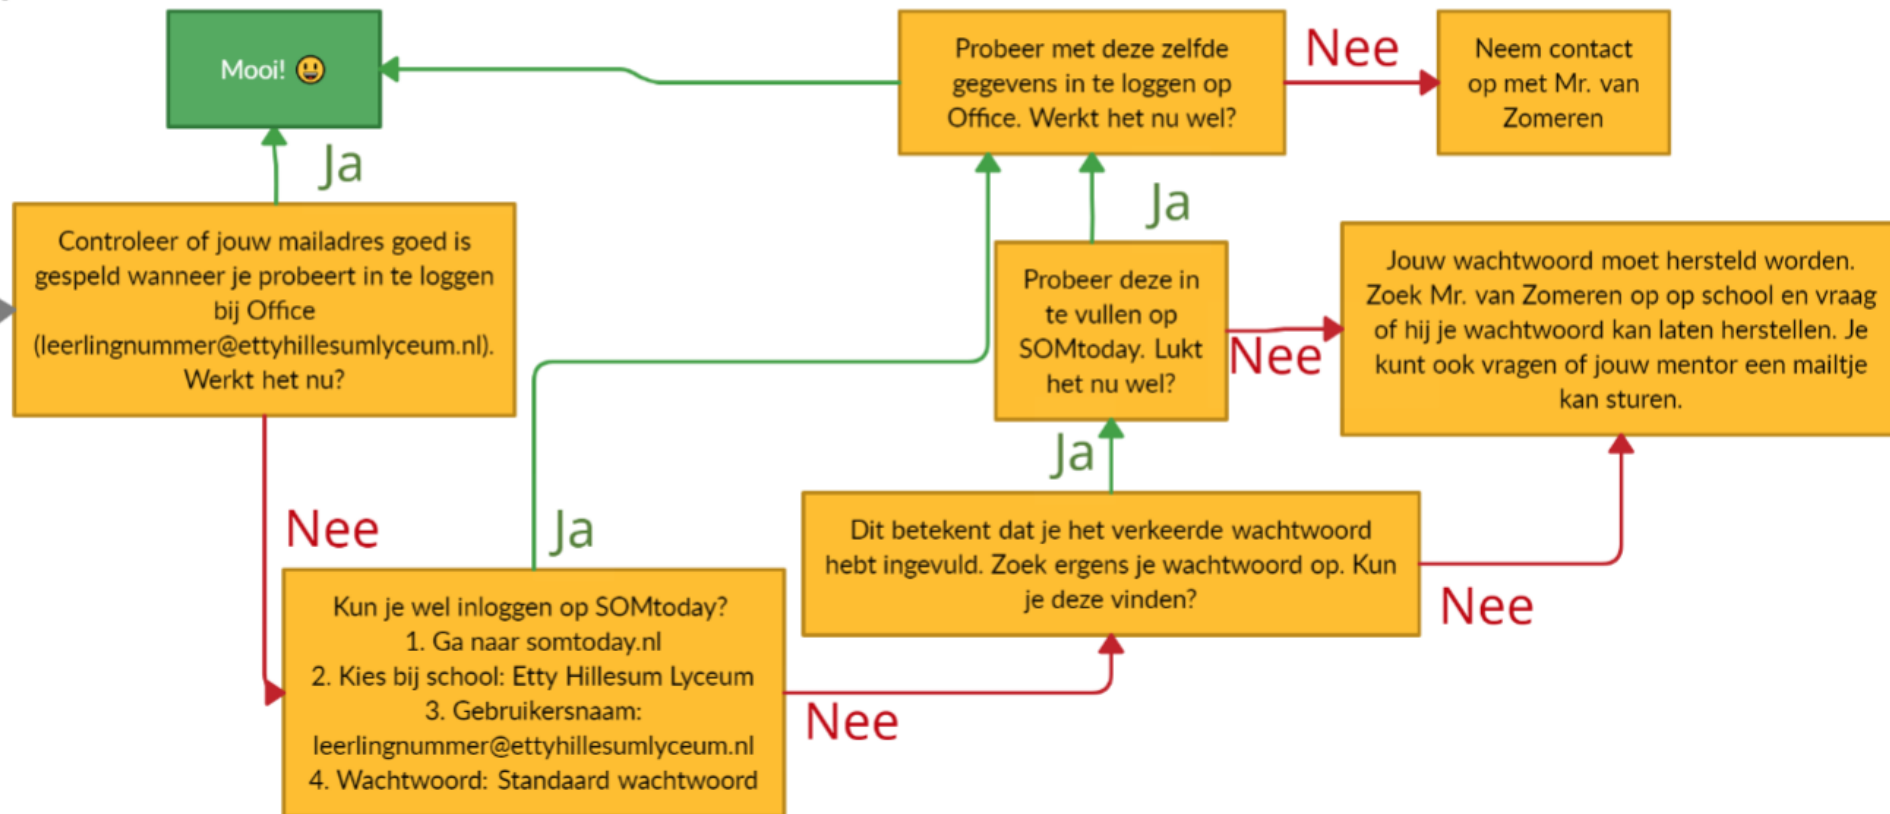 Mooi! 😃
Ja
Controleer of jouw mailadres goed is
gespeld wanneer je probeert in te loggen
bij Office
(leerlingnummer@ettyhillesumlyceum.nl).
Werkt het nu?
Nee
Kun je wel inloggen op SOMtoday?
1. Ga naar somtoday.nl
2. Kies bij school: Etty Hillesum Lyceum
3. Gebruikersnaam:
leerlingnummer@ettyhillesumlyceum.nl
4. Wachtwoord: Standaard wachtwoord
Ja
Nee
Dit betekent dat je het verkeerde wachtwoord
hebt ingevuld. Zoek ergens je wachtwoord op. Kun
je deze vinden?
Ja
Nee
Probeer deze in
te vullen op
SOMtoday. Lukt
het nu wel?
Ja
Nee
Jouw wachtwoord moet hersteld worden.
Zoek Mr. van Zomeren op op school en vraag
of hij je wachtwoord kan laten herstellen. Je
kunt ook vragen of jouw mentor een mailtje
kan sturen.
Probeer met deze zelfde
gegevens in te loggen op
Office. Werkt het nu wel?
Nee
Neem contact
op met Mr. van
Zomeren